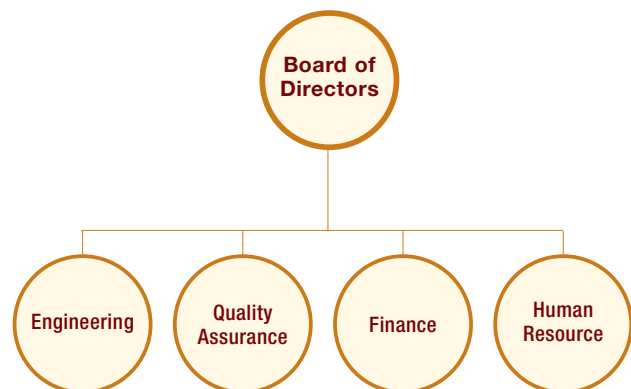 Board of
Directors
Engineering
Quality
Assurance
Finance
Human
Resource